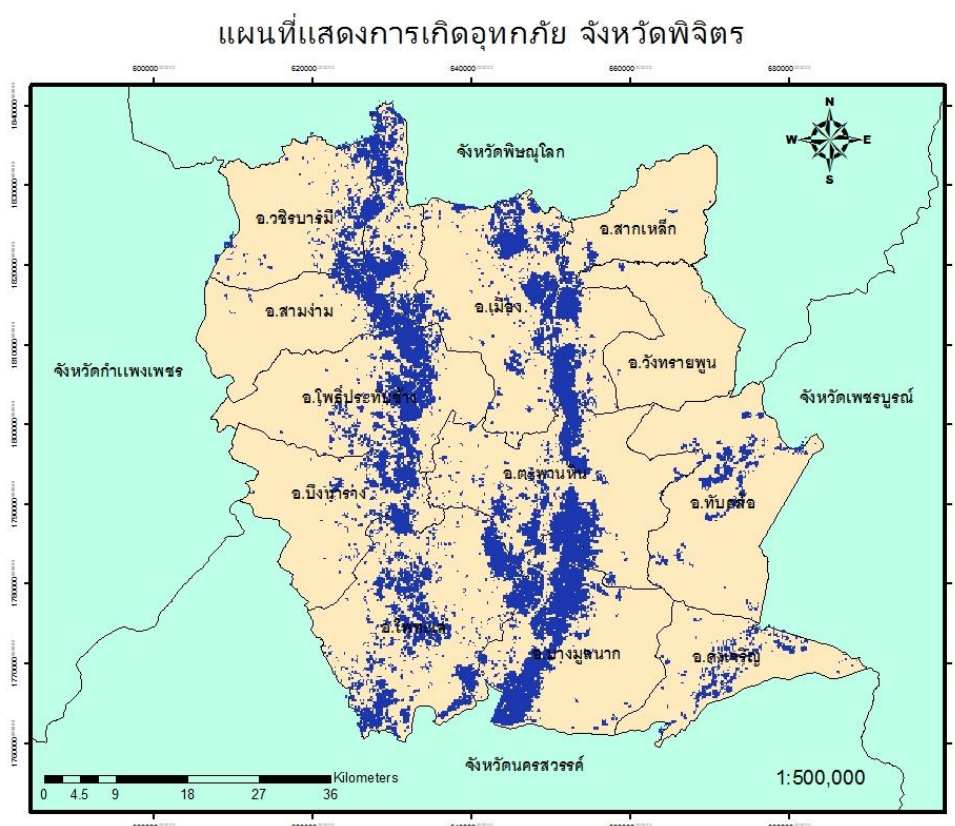 แผนที่แสดงการเกิดอุทกภัย จังหวัดพิจิตร
600000 620000 640000 660000 680000
N
W E
S
1840000
1830000
1820000
1810000
1800000
1790000
1780000
1770000
1760000
จังหวัดพิษณุโลก
อ.วชิรบารมี
อ.สากเหล็ก
อ.สามง่าม
อ.เมือง
อ.วังทรายพูน
จังหวัดกำแพงเพชร
อ.โพธิ์ประทับช้าง
จังหวัดเพชรบูรณ์
อ.ตะพานหิน
อ.บึงนาราง
อ.ทับคล้อ
อ.โพทะเล
อ.บางมูลนาก
อ.ดงเจริญ
จังหวัดนครสวรรค์
Kilometers
0 4.5 9 18 27 36
1:500,000